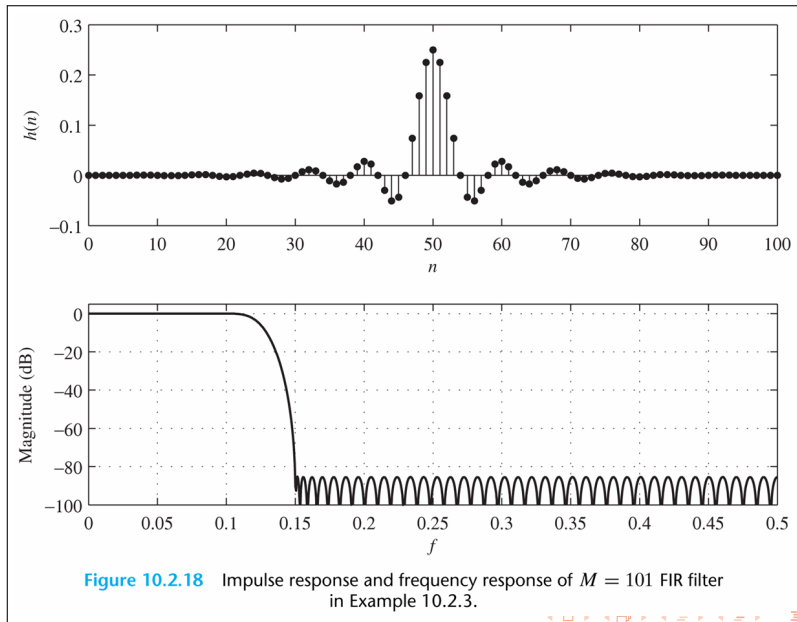 0.3
0.2
0.1
0
−0.1
h(n)
0 10 20 30 40 50 60 70 80 90 100
n
0
−20
−40
−60
−80
−100
Magnitude (dB)
0 0.05 0.1 0.15 0.2 0.25 0.3 0.35 0.4 0.45 0.5
f
Figure 10.2.18 Impulse response and frequency response of M = 101 FIR filter
in Example 10.2.3.